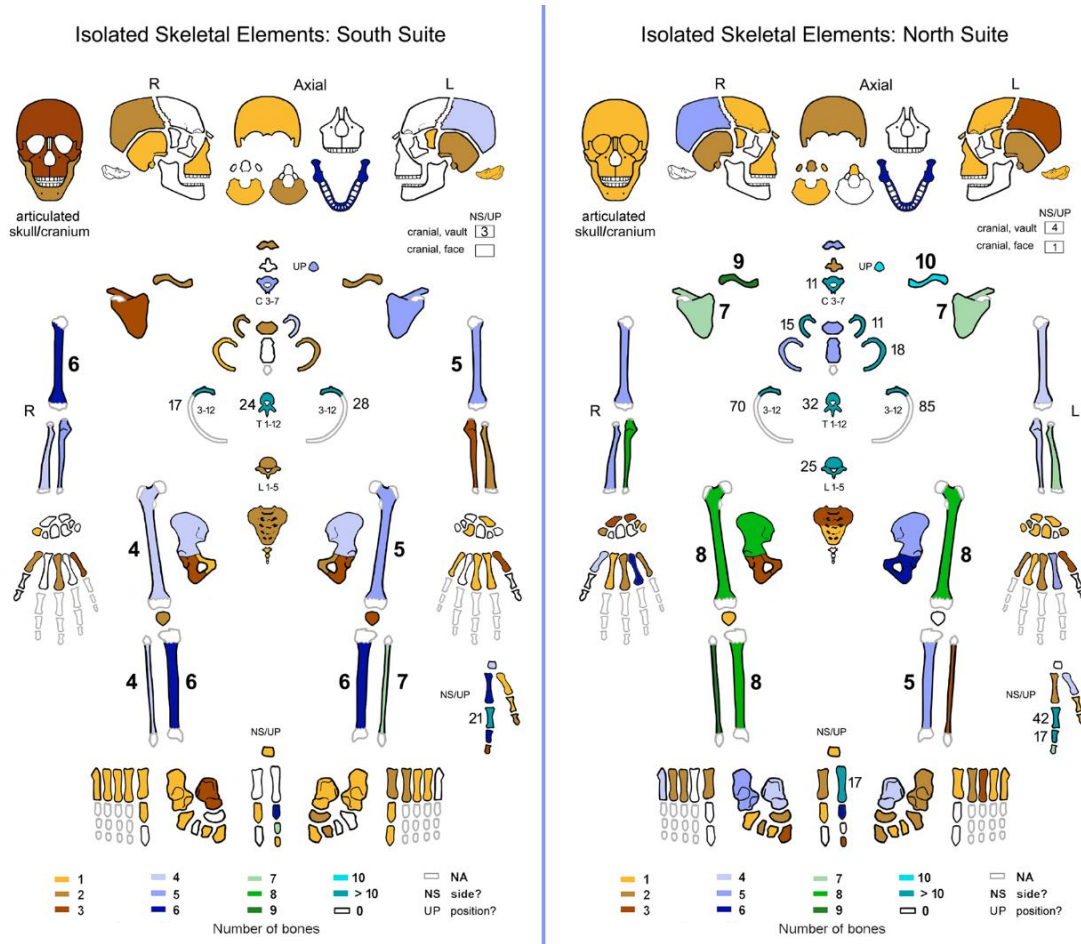 Isolated Skeletal Elements: South Suite
R
Axial
L
articulated
skull/cranium
NS/UP
cranial, vault 3
cranial, face
UP
C 3-7
6
5
R
17
3-12
24
T 1-12
3-12
28
L 1-5
4
5
4
6
6
7
NS/UP
21
NS/UP
1
2
3
4
5
6
7
8
9
10
> 10
0
NA
NS side?
UP position?
Number of bones
Isolated Skeletal Elements: North Suite
R
Axial
L
articulated
skull/cranium
NS/UP
cranial, vault 4
cranial, face 1
9
10
UP
11
C 3-7
7
7
15
11
18
R
L
70
3-12
32
T 1-12
3-12
85
25
L 1-5
8
8
8
5
NS/UP
42
17
NS/UP
17
1
2
3
4
5
6
7
8
9
10
> 10
0
NA
NS side?
UP position?
Number of bones